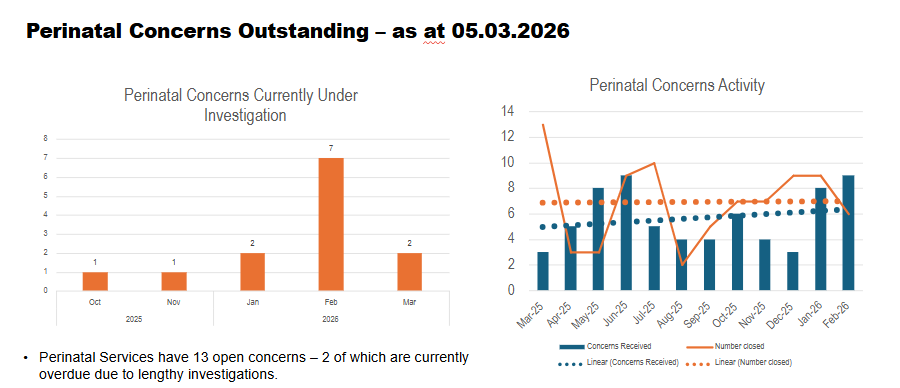 Perinatal Concerns Outstanding – as at 05.03.2026
Perinatal Concerns Currently Under
Investigation
8
7
6
5
4
3
2
1
0
1
1
2
7
2
Oct
Nov
Jan
Feb
Mar
2025
2026
• Perinatal Services have 13 open concerns – 2 of which are currently
overdue due to lengthy investigations.
Perinatal Concerns Activity
14
12
10
8
6
4
2
0
Mar-25
Apr-25
May-25
Jun-25
Jul-25
Aug-25
Sep-25
Oct-25
Nov-25
Dec-25
Jan-26
Feb-26
Concerns Received
Number closed
Linear (Concerns Received)
Linear (Number closed)